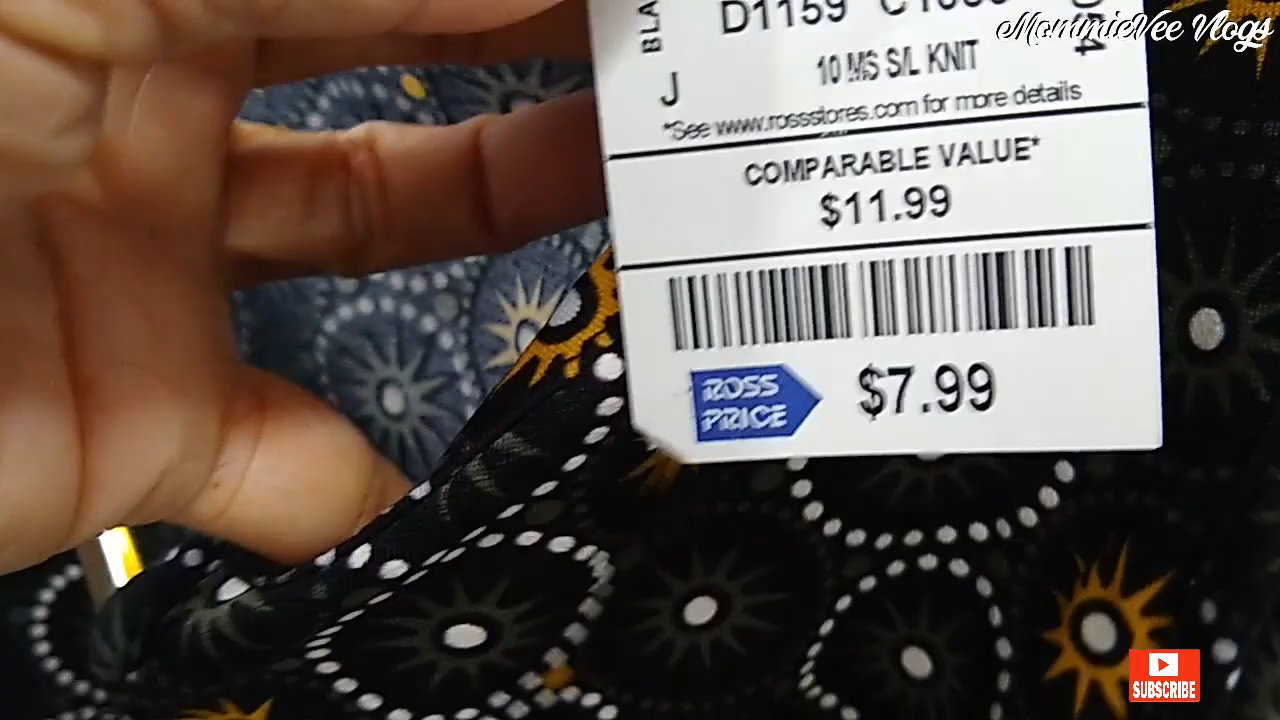 MommieVee Vlogs
BLA
D1159
10 MS S/L KNIT
J
*See www.rossstores.com for more details
COMPARABLE VALUE*
$11.99
ROSS
PRICE
$7.99
SUBSCRIBE